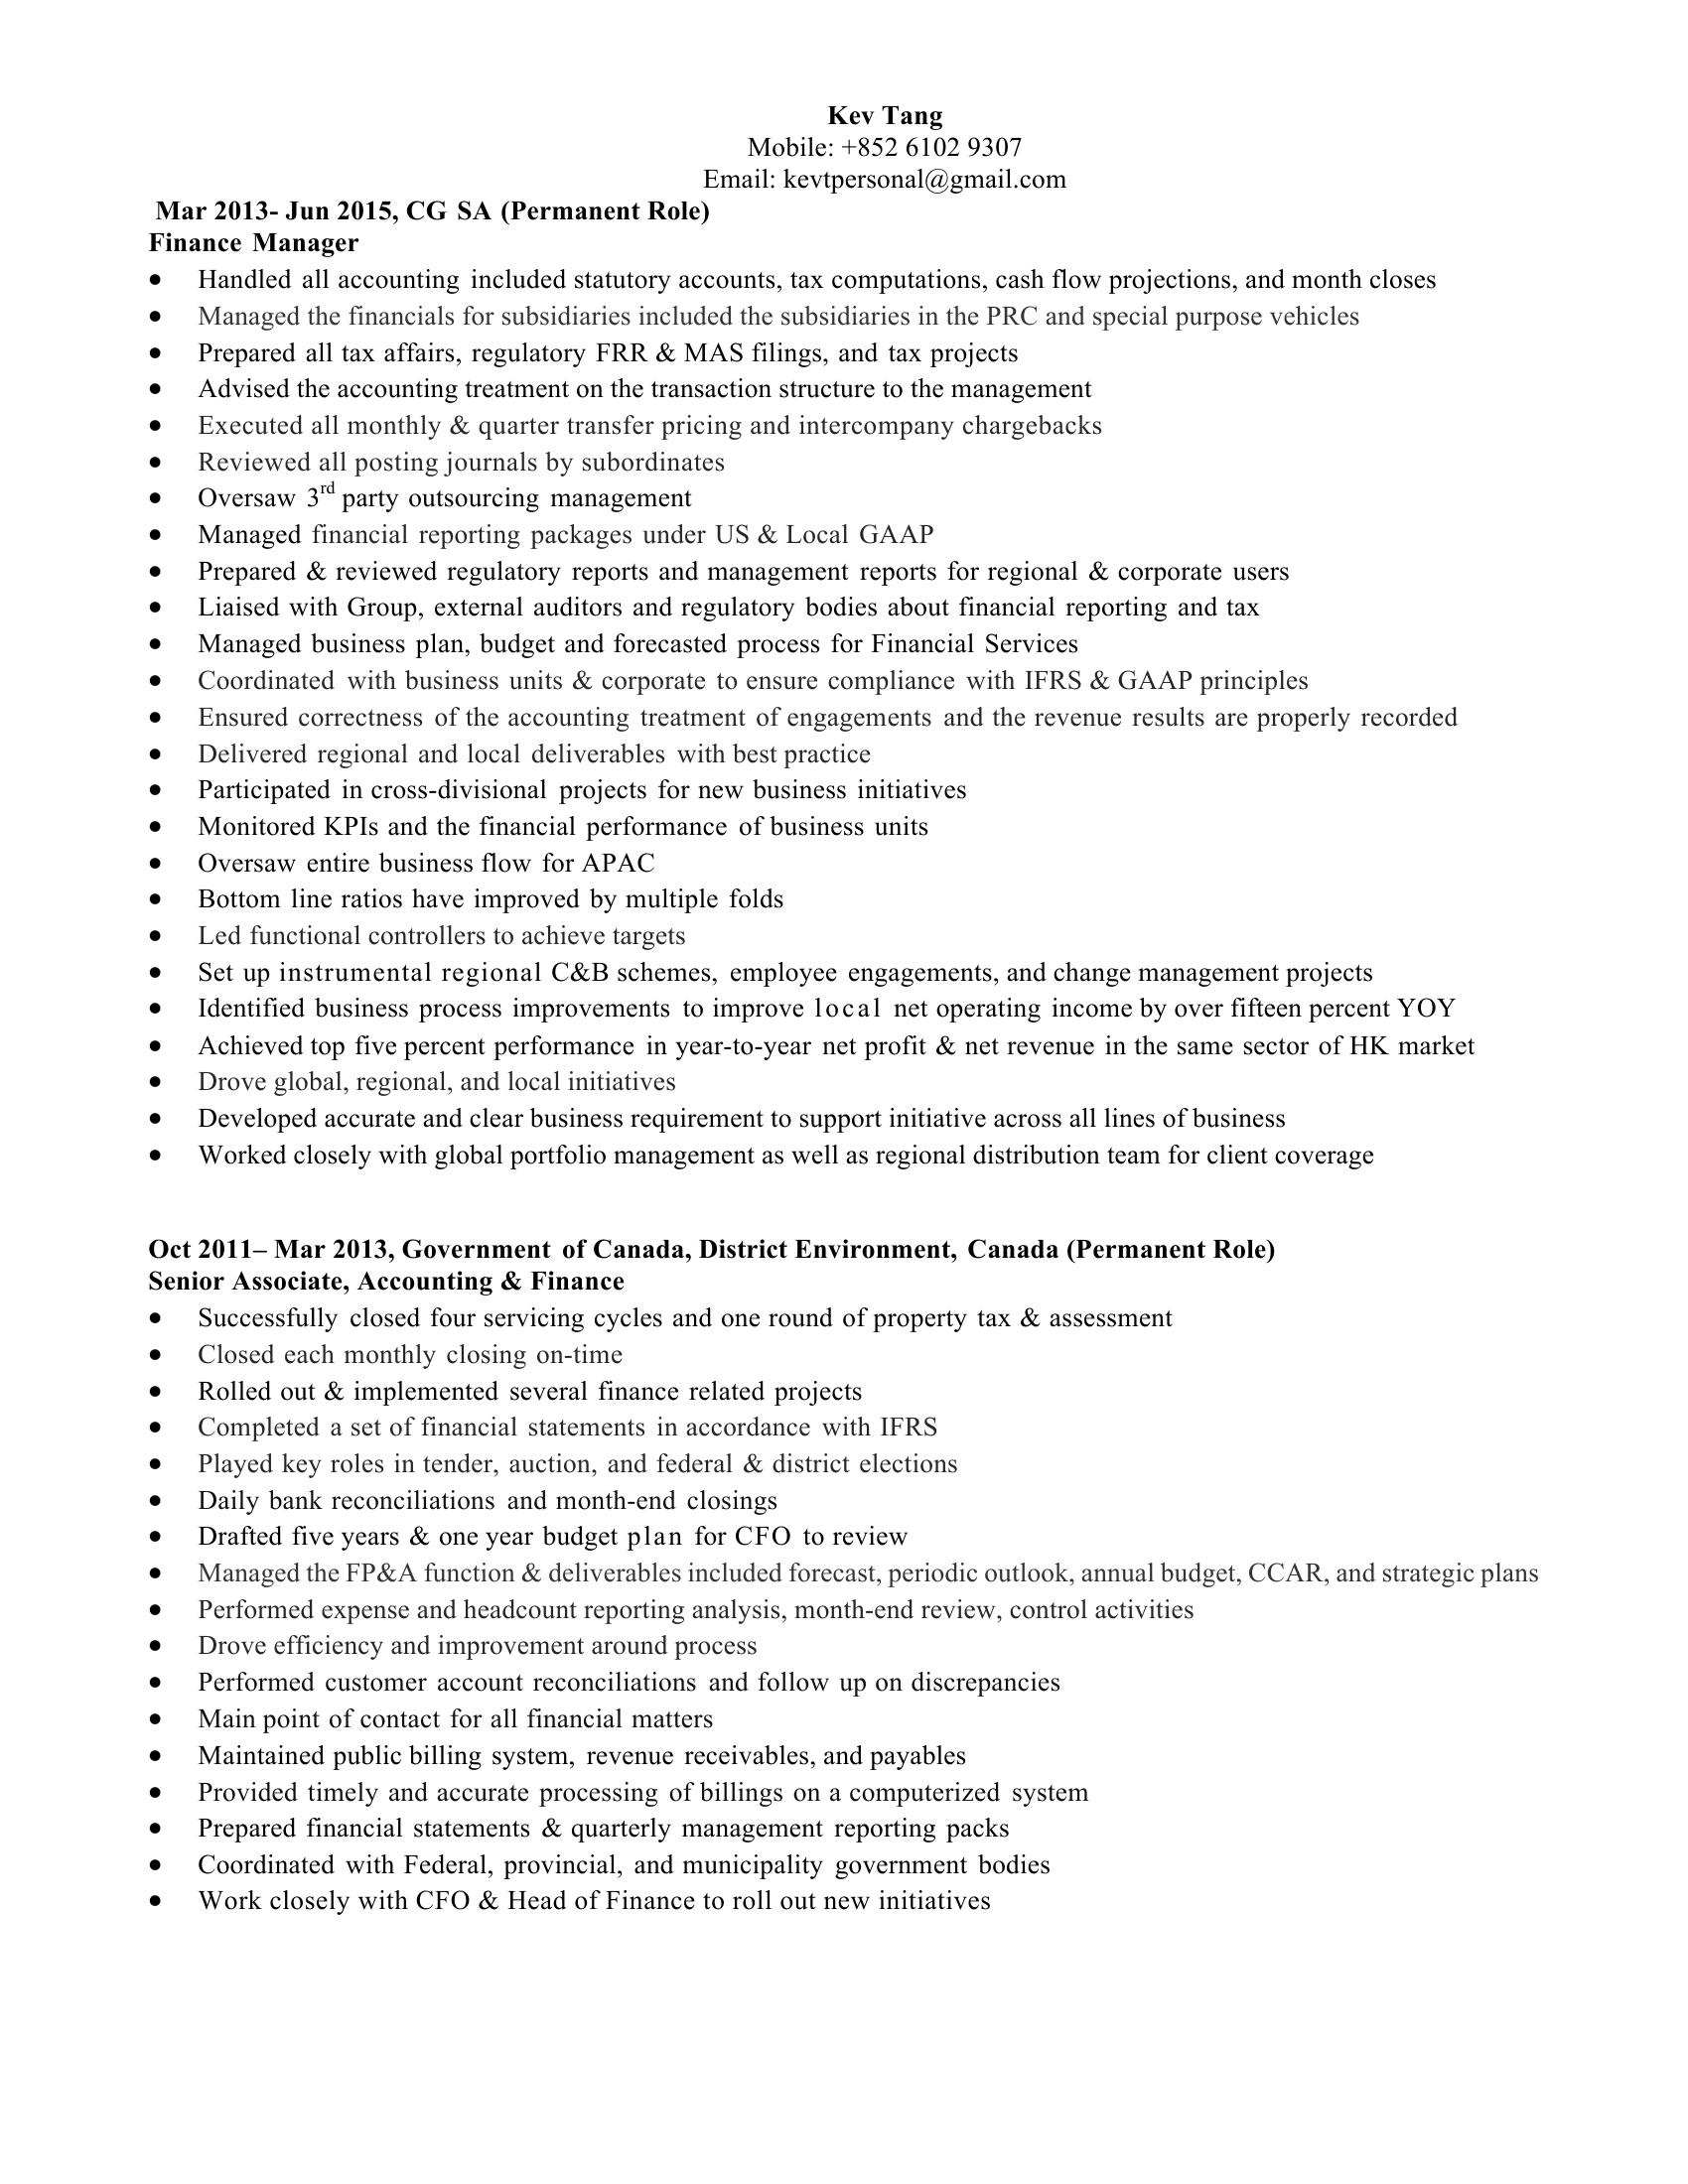 Kev Tang
Mobile: +852 6102 9307
Email: kevtpersonal@gmail.com
Mar 2013- Jun 2015, CG SA (Permanent Role)
Finance Manager
• Handled all accounting included statutory accounts, tax computations, cash flow projections, and month closes
• Managed the financials for subsidiaries included the subsidiaries in the PRC and special purpose vehicles
• Prepared all tax affairs, regulatory FRR & MAS filings, and tax projects
• Advised the accounting treatment on the transaction structure to the management
• Executed all monthly & quarter transfer pricing and intercompany chargebacks
• Reviewed all posting journals by subordinates
• Oversaw 3rd party outsourcing management
• Managed financial reporting packages under US & Local GAAP
• Prepared & reviewed regulatory reports and management reports for regional & corporate users
• Liaised with Group, external auditors and regulatory bodies about financial reporting and tax
• Managed business plan, budget and forecasted process for Financial Services
• Coordinated with business units & corporate to ensure compliance with IFRS & GAAP principles
• Ensured correctness of the accounting treatment of engagements and the revenue results are properly recorded
• Delivered regional and local deliverables with best practice
• Participated in cross-divisional projects for new business initiatives
• Monitored KPIs and the financial performance of business units
• Oversaw entire business flow for APAC
• Bottom line ratios have improved by multiple folds
• Led functional controllers to achieve targets
• Set up instrumental regional C&B schemes, employee engagements, and change management projects
• Identified business process improvements to improve local net operating income by over fifteen percent YOY
• Achieved top five percent performance in year-to-year net profit & net revenue in the same sector of HK market
• Drove global, regional, and local initiatives
• Developed accurate and clear business requirement to support initiative across all lines of business
• Worked closely with global portfolio management as well as regional distribution team for client coverage
Oct 2011– Mar 2013, Government of Canada, District Environment, Canada (Permanent Role)
Senior Associate, Accounting & Finance
• Successfully closed four servicing cycles and one round of property tax & assessment
• Closed each monthly closing on-time
• Rolled out & implemented several finance related projects
• Completed a set of financial statements in accordance with IFRS
• Played key roles in tender, auction, and federal & district elections
• Daily bank reconciliations and month-end closings
• Drafted five years & one year budget plan for CFO to review
• Managed the FP&A function & deliverables included forecast, periodic outlook, annual budget, CCAR, and strategic plans
• Performed expense and headcount reporting analysis, month-end review, control activities
• Drove efficiency and improvement around process
• Performed customer account reconciliations and follow up on discrepancies
• Main point of contact for all financial matters
• Maintained public billing system, revenue receivables, and payables
• Provided timely and accurate processing of billings on a computerized system
• Prepared financial statements & quarterly management reporting packs
• Coordinated with Federal, provincial, and municipality government bodies
• Work closely with CFO & Head of Finance to roll out new initiatives